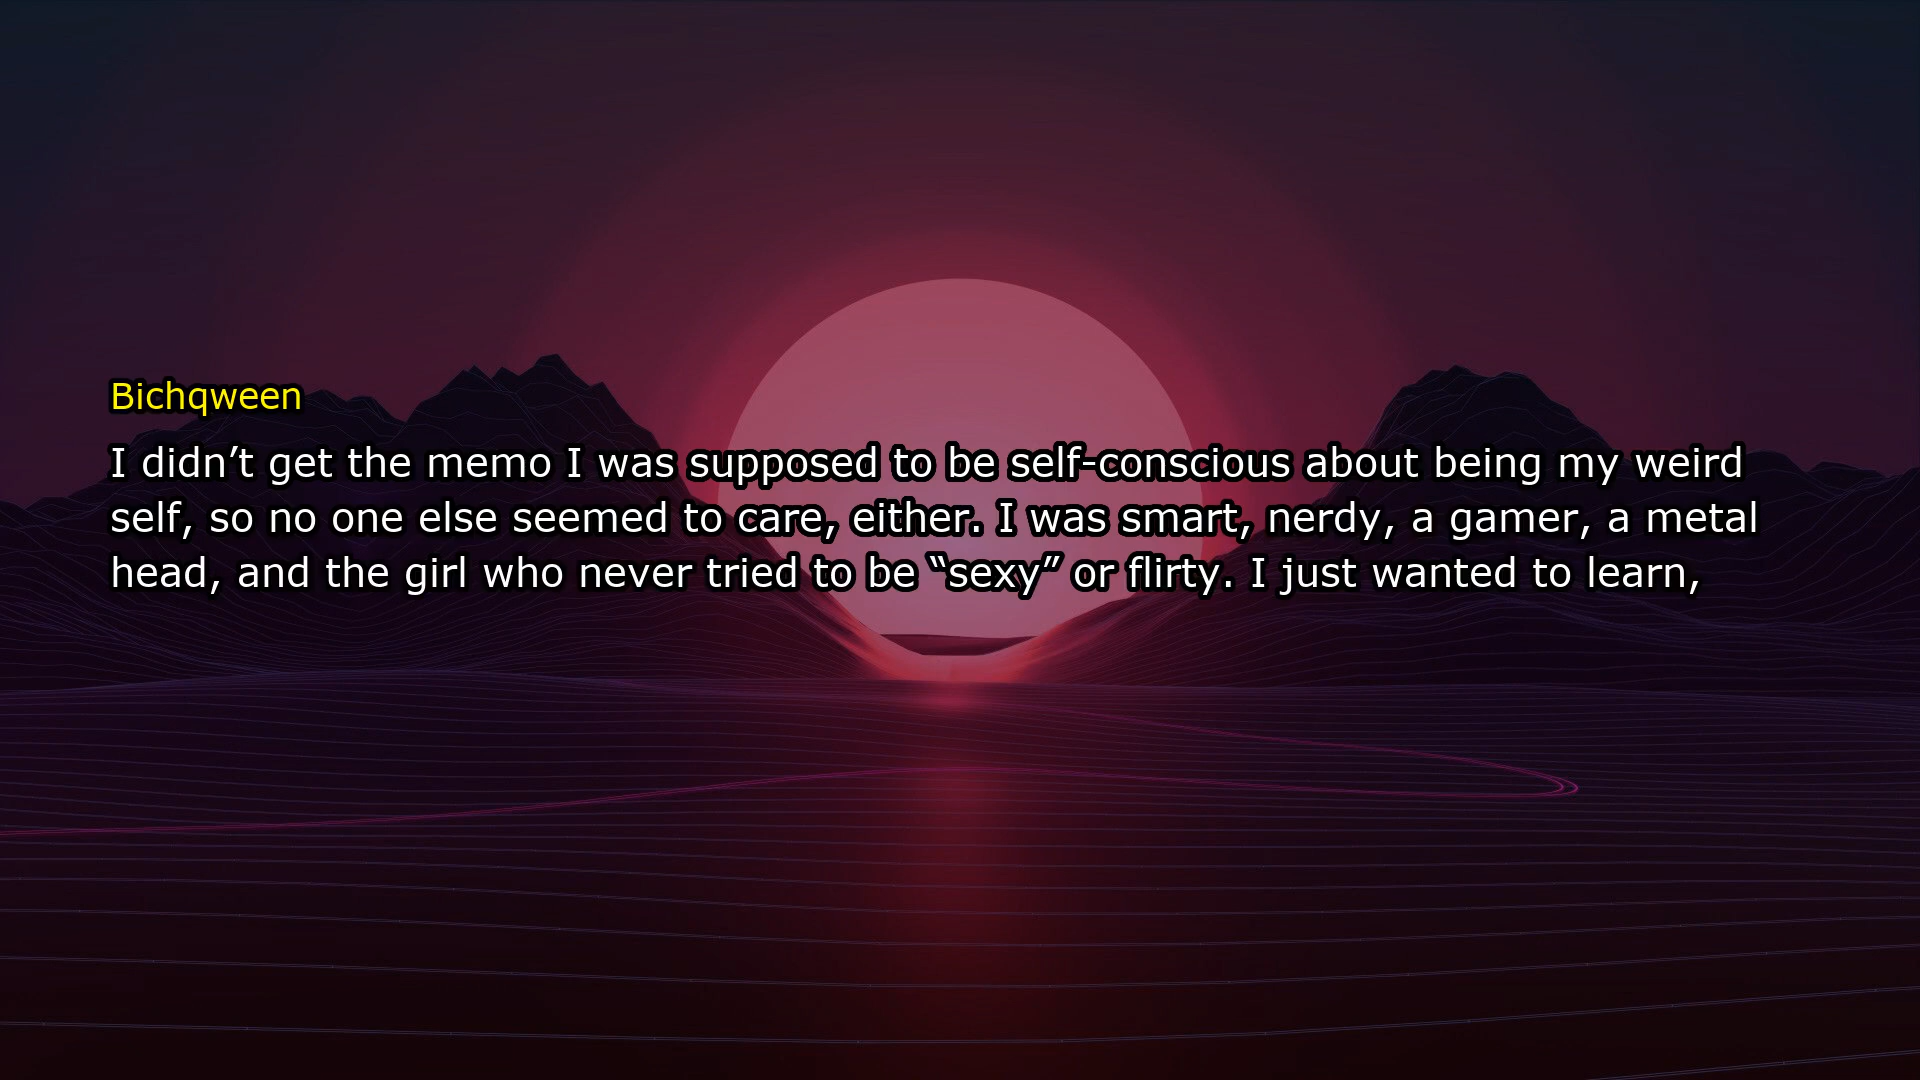 Bichqween
I didn’t get the memo I was supposed to be self-conscious about being my weird
self, so no one else seemed to care, either. I was smart, nerdy, a gamer, a metal
head, and the girl who never tried to be “sexy” or flirty. I just wanted to learn,